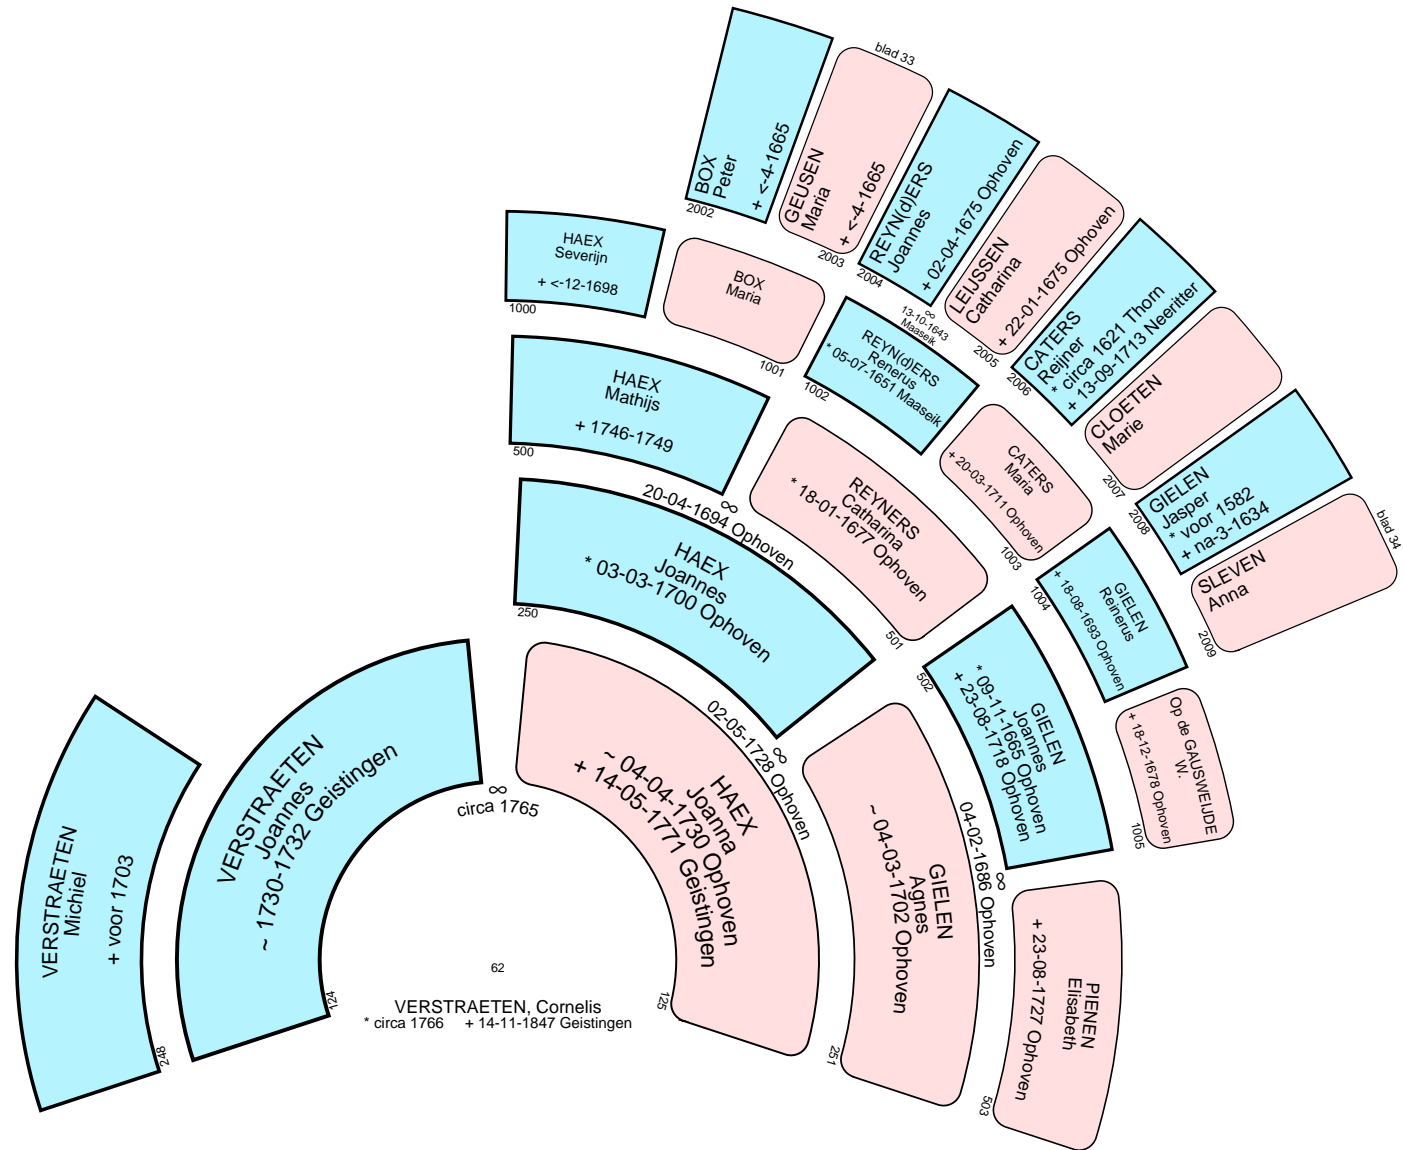 blad 33
BOX
Peter
+ <-4-1665
2002
GEUSEN
Maria
+ <-4-1665
2003
REYN(d)ERS
Joannes
+ 02-04-1675 Ophoven
2004
∞
13-10-1643
Maaseik
LEIJSSEN
Catharina
+ 22-01-1675 Ophoven
2005
CATERS
Reijner
* circa 1621 Thorn
+ 13-09-1713 Neeritter
2006
CLOETEN
Marie
2007
GIELEN
Jasper
* voor 1582
+ na-3-1634
2008
blad 34
SLEVEN
Anna
2009
HAEX
Severijn
+ <-12-1698
1000
BOX
Maria
1001
REYN(d)ERS
Renerus
* 05-07-1651 Maaseik
1002
CATERS
Maria
+ 20-03-1711 Ophoven
1003
GIELEN
Reinerus
+ 18-08-1693 Ophoven
1004
Op de GAUSWEIJDE
W.
+ 18-12-1678 Ophoven
1005
HAEX
Mathijs
+ 1746-1749
500
∞
20-04-1694 Ophoven
REYNERS
Catharina
* 18-01-1677 Ophoven
501
GIELEN
Joannes
* 09-11-1665 Ophoven
+ 23-08-1718 Ophoven
502
∞
04-02-1686 Ophoven
PIENEN
Elisabeth
+ 23-08-1727 Ophoven
503
HAEX
Joannes
* 03-03-1700 Ophoven
250
∞
02-05-1728 Ophoven
GIELEN
Agnes
~ 04-03-1702 Ophoven
251
VERSTRAETEN
Michiel
+ voor 1703
248
VERSTRAETEN
Joannes
~ 1730-1732 Geistingen
124
∞
circa 1765
HAEX
Joanna
~ 04-04-1730 Ophoven
+ 14-05-1771 Geistingen
125
62
VERSTRAETEN, Cornelis
* circa 1766 + 14-11-1847 Geistingen